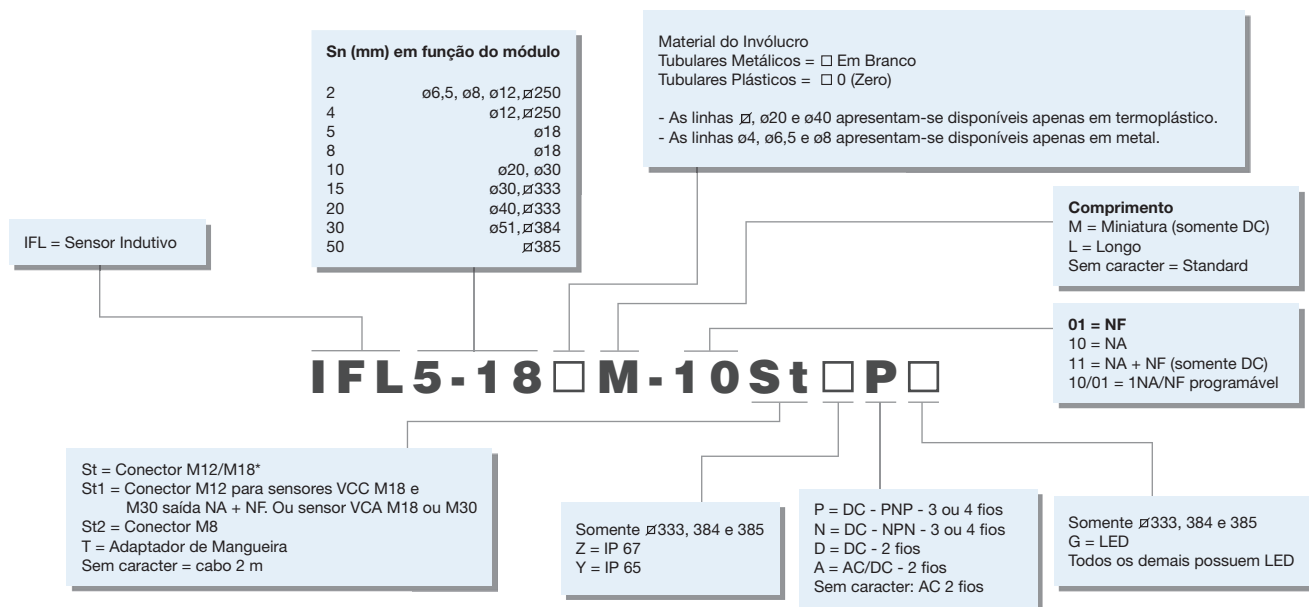 Sn (mm) em função do módulo
2 ø6,5, ø8, ø12,⌀250
4 ø12,⌀250
5 ø18
8 ø18
10 ø20, ø30
15 ø30,⌀333
20 ø40,⌀333
30 ø51,⌀384
50 ⌀385
Material do Invólucro
Tubulares Metálicos = □ Em Branco
Tubulares Plásticos = □ 0 (Zero)
- As linhas ⌀, ø20 e ø40 apresentam-se disponíveis apenas em termoplástico.
- As linhas ø4, ø6,5 e ø8 apresentam-se disponíveis apenas em metal.
IFL = Sensor Indutivo
Comprimento
M = Miniatura (somente DC)
L = Longo
Sem caracter = Standard
01 = NF
10 = NA
11 = NA + NF (somente DC)
10/01 = 1NA/NF programável
IFL5-18□M-10St□P□
St = Conector M12/M18*
St1 = Conector M12 para sensores VCC M18 e
M30 saída NA + NF. Ou sensor VCA M18 ou M30
St2 = Conector M8
T = Adaptador de Mangueira
Sem caracter = cabo 2 m
Somente ⌀333, 384 e 385
Z = IP 67
Y = IP 65
P = DC - PNP - 3 ou 4 fios
N = DC - NPN - 3 ou 4 fios
D = DC - 2 fios
A = AC/DC - 2 fios
Sem caracter: AC 2 fios
Somente ⌀333, 384 e 385
G = LED
Todos os demais possuem LED